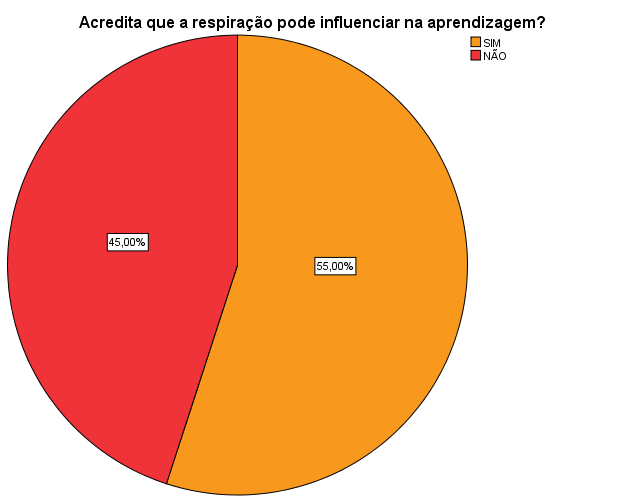 Acredita que a respiração pode influenciar na aprendizagem?
SIM
NÃO
45,00%
55,00%